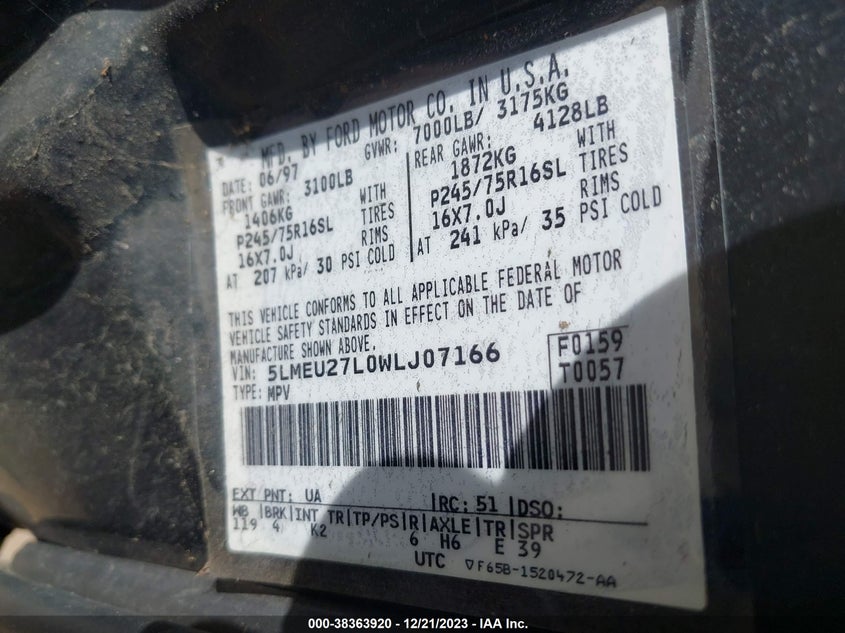 MFD. BY FORD MOTOR CO. IN U.S.A.
DATE: 06/97 GVWR: 7000LB/ 3175KG
FRONT GAWR: 3100LB REAR GAWR: 4128LB
1406KG WITH 1872KG WITH
P245/75R16SL TIRES P245/75R16SL TIRES
16X7.0J RIMS 16X7.0J RIMS
AT 207 kPa/ 30 PSI COLD AT 241 kPa/ 35 PSI COLD
THIS VEHICLE CONFORMS TO ALL APPLICABLE FEDERAL MOTOR
VEHICLE SAFETY STANDARDS IN EFFECT ON THE DATE OF
MANUFACTURE SHOWN ABOVE.
VIN: 5LMEU27L0WLJ07166 F0159
TYPE: MPV T0057
EXT PNT: UA RC: 51 DSO:
WB BRK INT TR TP/PS R AXLE TR SPR
119 4 K2 6 H6 E 39
UTC ▽F65B-1520472-AA
000-38363920 - 12/21/2023 - IAA Inc.